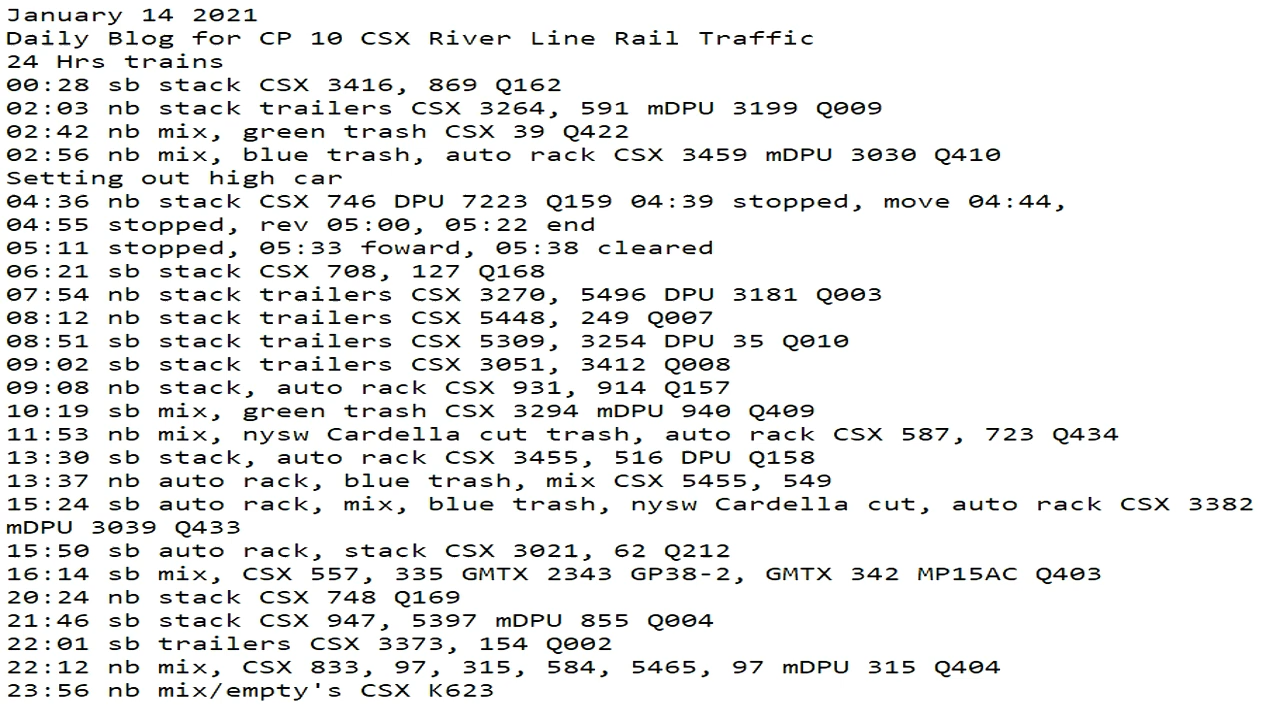 January 14 2021
Daily Blog for CP 10 CSX River Line Rail Traffic
24 Hrs trains
00:28 sb stack CSX 3416, 869 Q162
02:03 nb stack trailers CSX 3264, 591 mDPU 3199 Q009
02:42 nb mix, green trash CSX 39 Q422
02:56 nb mix, blue trash, auto rack CSX 3459 mDPU 3030 Q410
Setting out high car
04:36 nb stack CSX 746 DPU 7223 Q159 04:39 stopped, move 04:44,
04:55 stopped, rev 05:00, 05:22 end
05:11 stopped, 05:33 foward, 05:38 cleared
06:21 sb stack CSX 708, 127 Q168
07:54 nb stack trailers CSX 3270, 5496 DPU 3181 Q003
08:12 nb stack trailers CSX 5448, 249 Q007
08:51 sb stack trailers CSX 5309, 3254 DPU 35 Q010
09:02 sb stack trailers CSX 3051, 3412 Q008
09:08 nb stack, auto rack CSX 931, 914 Q157
10:19 sb mix, green trash CSX 3294 mDPU 940 Q409
11:53 nb mix, nysw Cardella cut trash, auto rack CSX 587, 723 Q434
13:30 sb stack, auto rack CSX 3455, 516 DPU Q158
13:37 nb auto rack, blue trash, mix CSX 5455, 549
15:24 sb auto rack, mix, blue trash, nysw Cardella cut, auto rack CSX 3382
mDPU 3039 Q433
15:50 sb auto rack, stack CSX 3021, 62 Q212
16:14 sb mix, CSX 557, 335 GMTX 2343 GP38-2, GMTX 342 MP15AC Q403
20:24 nb stack CSX 748 Q169
21:46 sb stack CSX 947, 5397 mDPU 855 Q004
22:01 sb trailers CSX 3373, 154 Q002
22:12 nb mix, CSX 833, 97, 315, 584, 5465, 97 mDPU 315 Q404
23:56 nb mix/empty's CSX K623